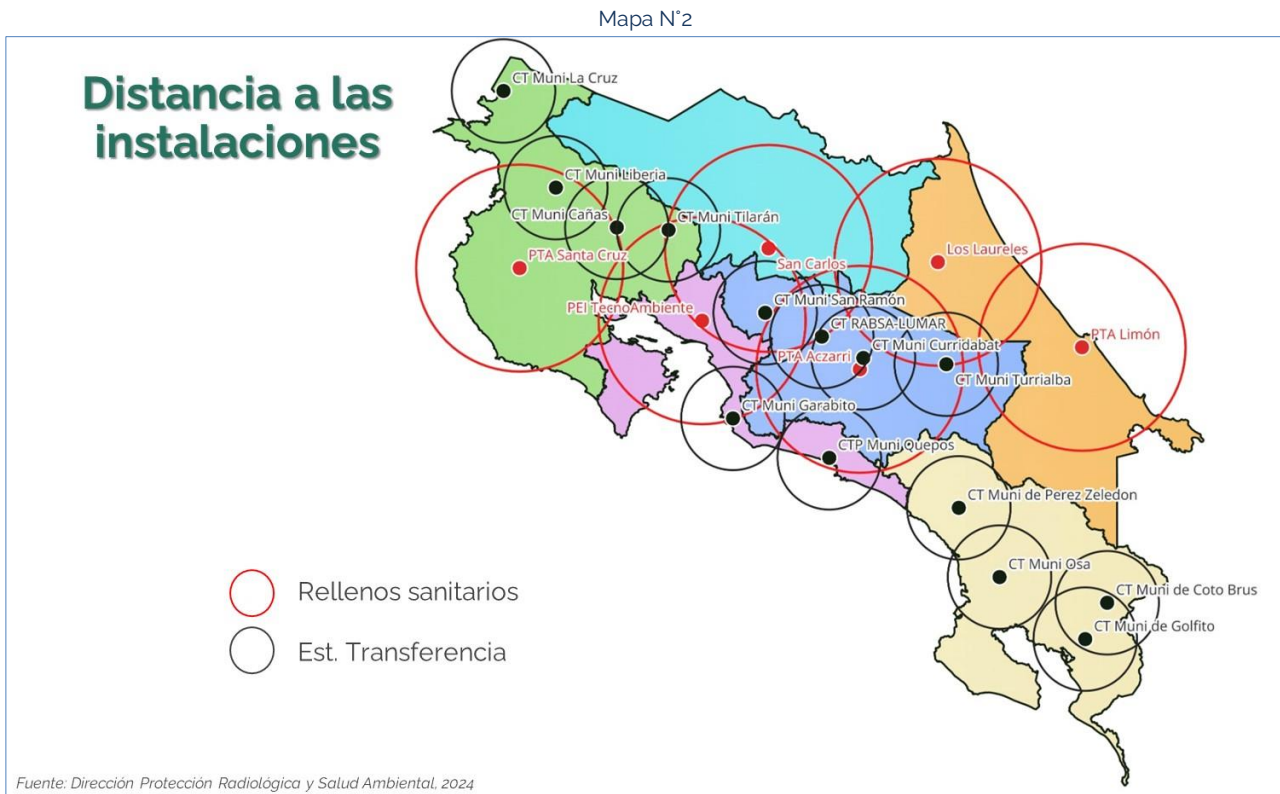 Mapa N°2
Distancia a las
instalaciones
CT Muni La Cruz
CT Muni Liberia
CT Muni Cañas
CT Muni Tilarán
PTA Santa Cruz
San Carlos
Los Laureles
PEI TecnoAmbiente
CT Muni San Ramón
CT RABSA-LUMAR
CT Muni Curridabat
PTA Aczarri
PTA Limón
CT Muni Turrialba
CT Muni Garabito
CTP Muni Quepos
CT Muni de Perez Zeledon
CT Muni Osa
CT Muni de Coto Brus
CT Muni de Golfito
Rellenos sanitarios
Est. Transferencia
Fuente: Dirección Protección Radiológica y Salud Ambiental, 2024